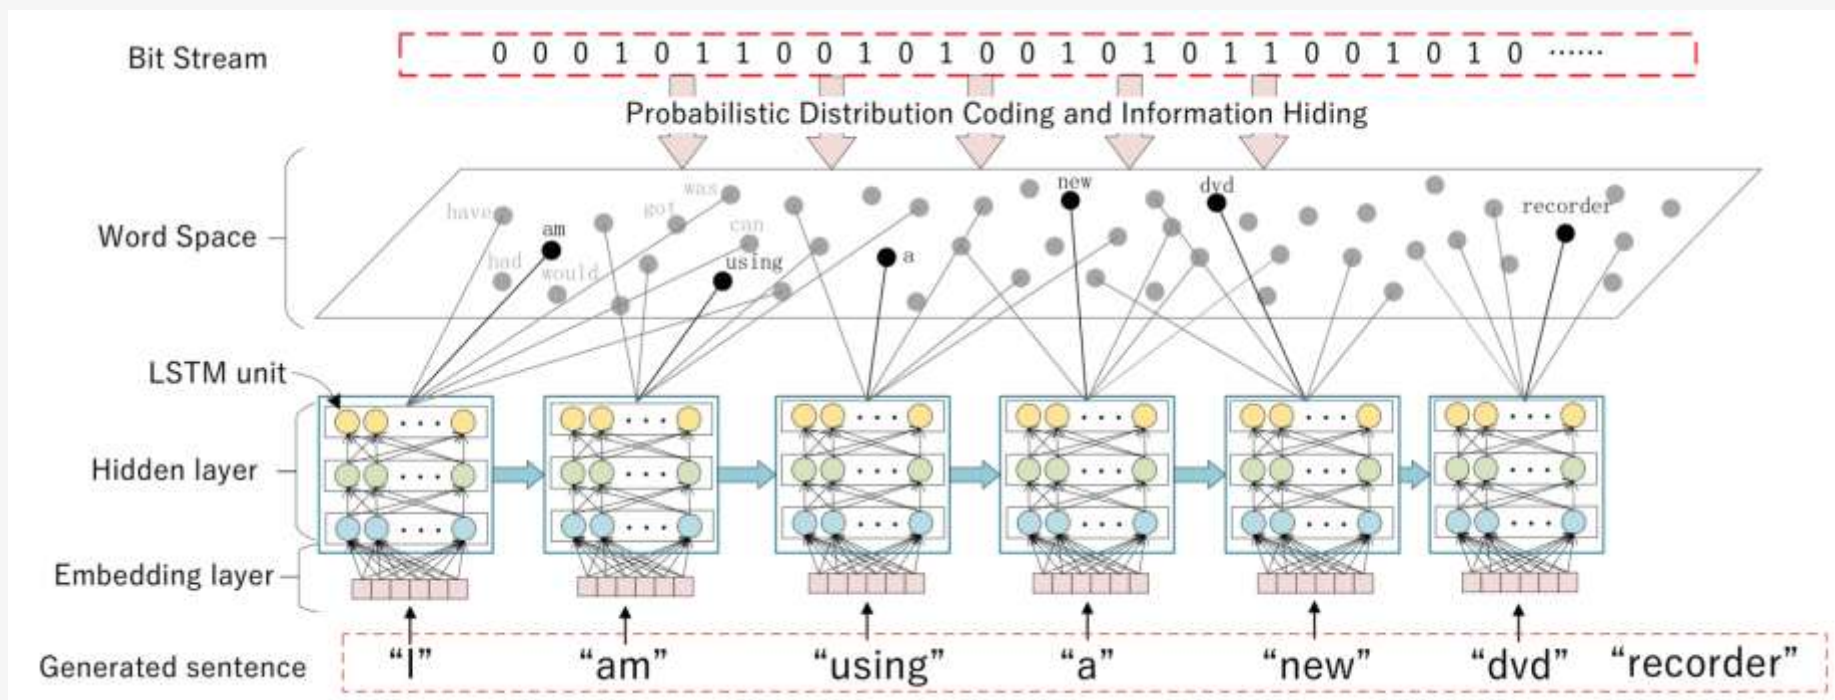 Bit Stream 0 0 0 1 0 1 1 0 0 1 0 1 0 0 1 0 1 0 1 1 0 0 1 0 1 0 ······
Probabilistic Distribution Coding and Information Hiding
Word Space
have
am
had
would
was
got
can
using
a
new
dvd
recorder
LSTM unit
Hidden layer
Embedding layer
Generated sentence “I” “am” “using” “a” “new” “dvd” “recorder”